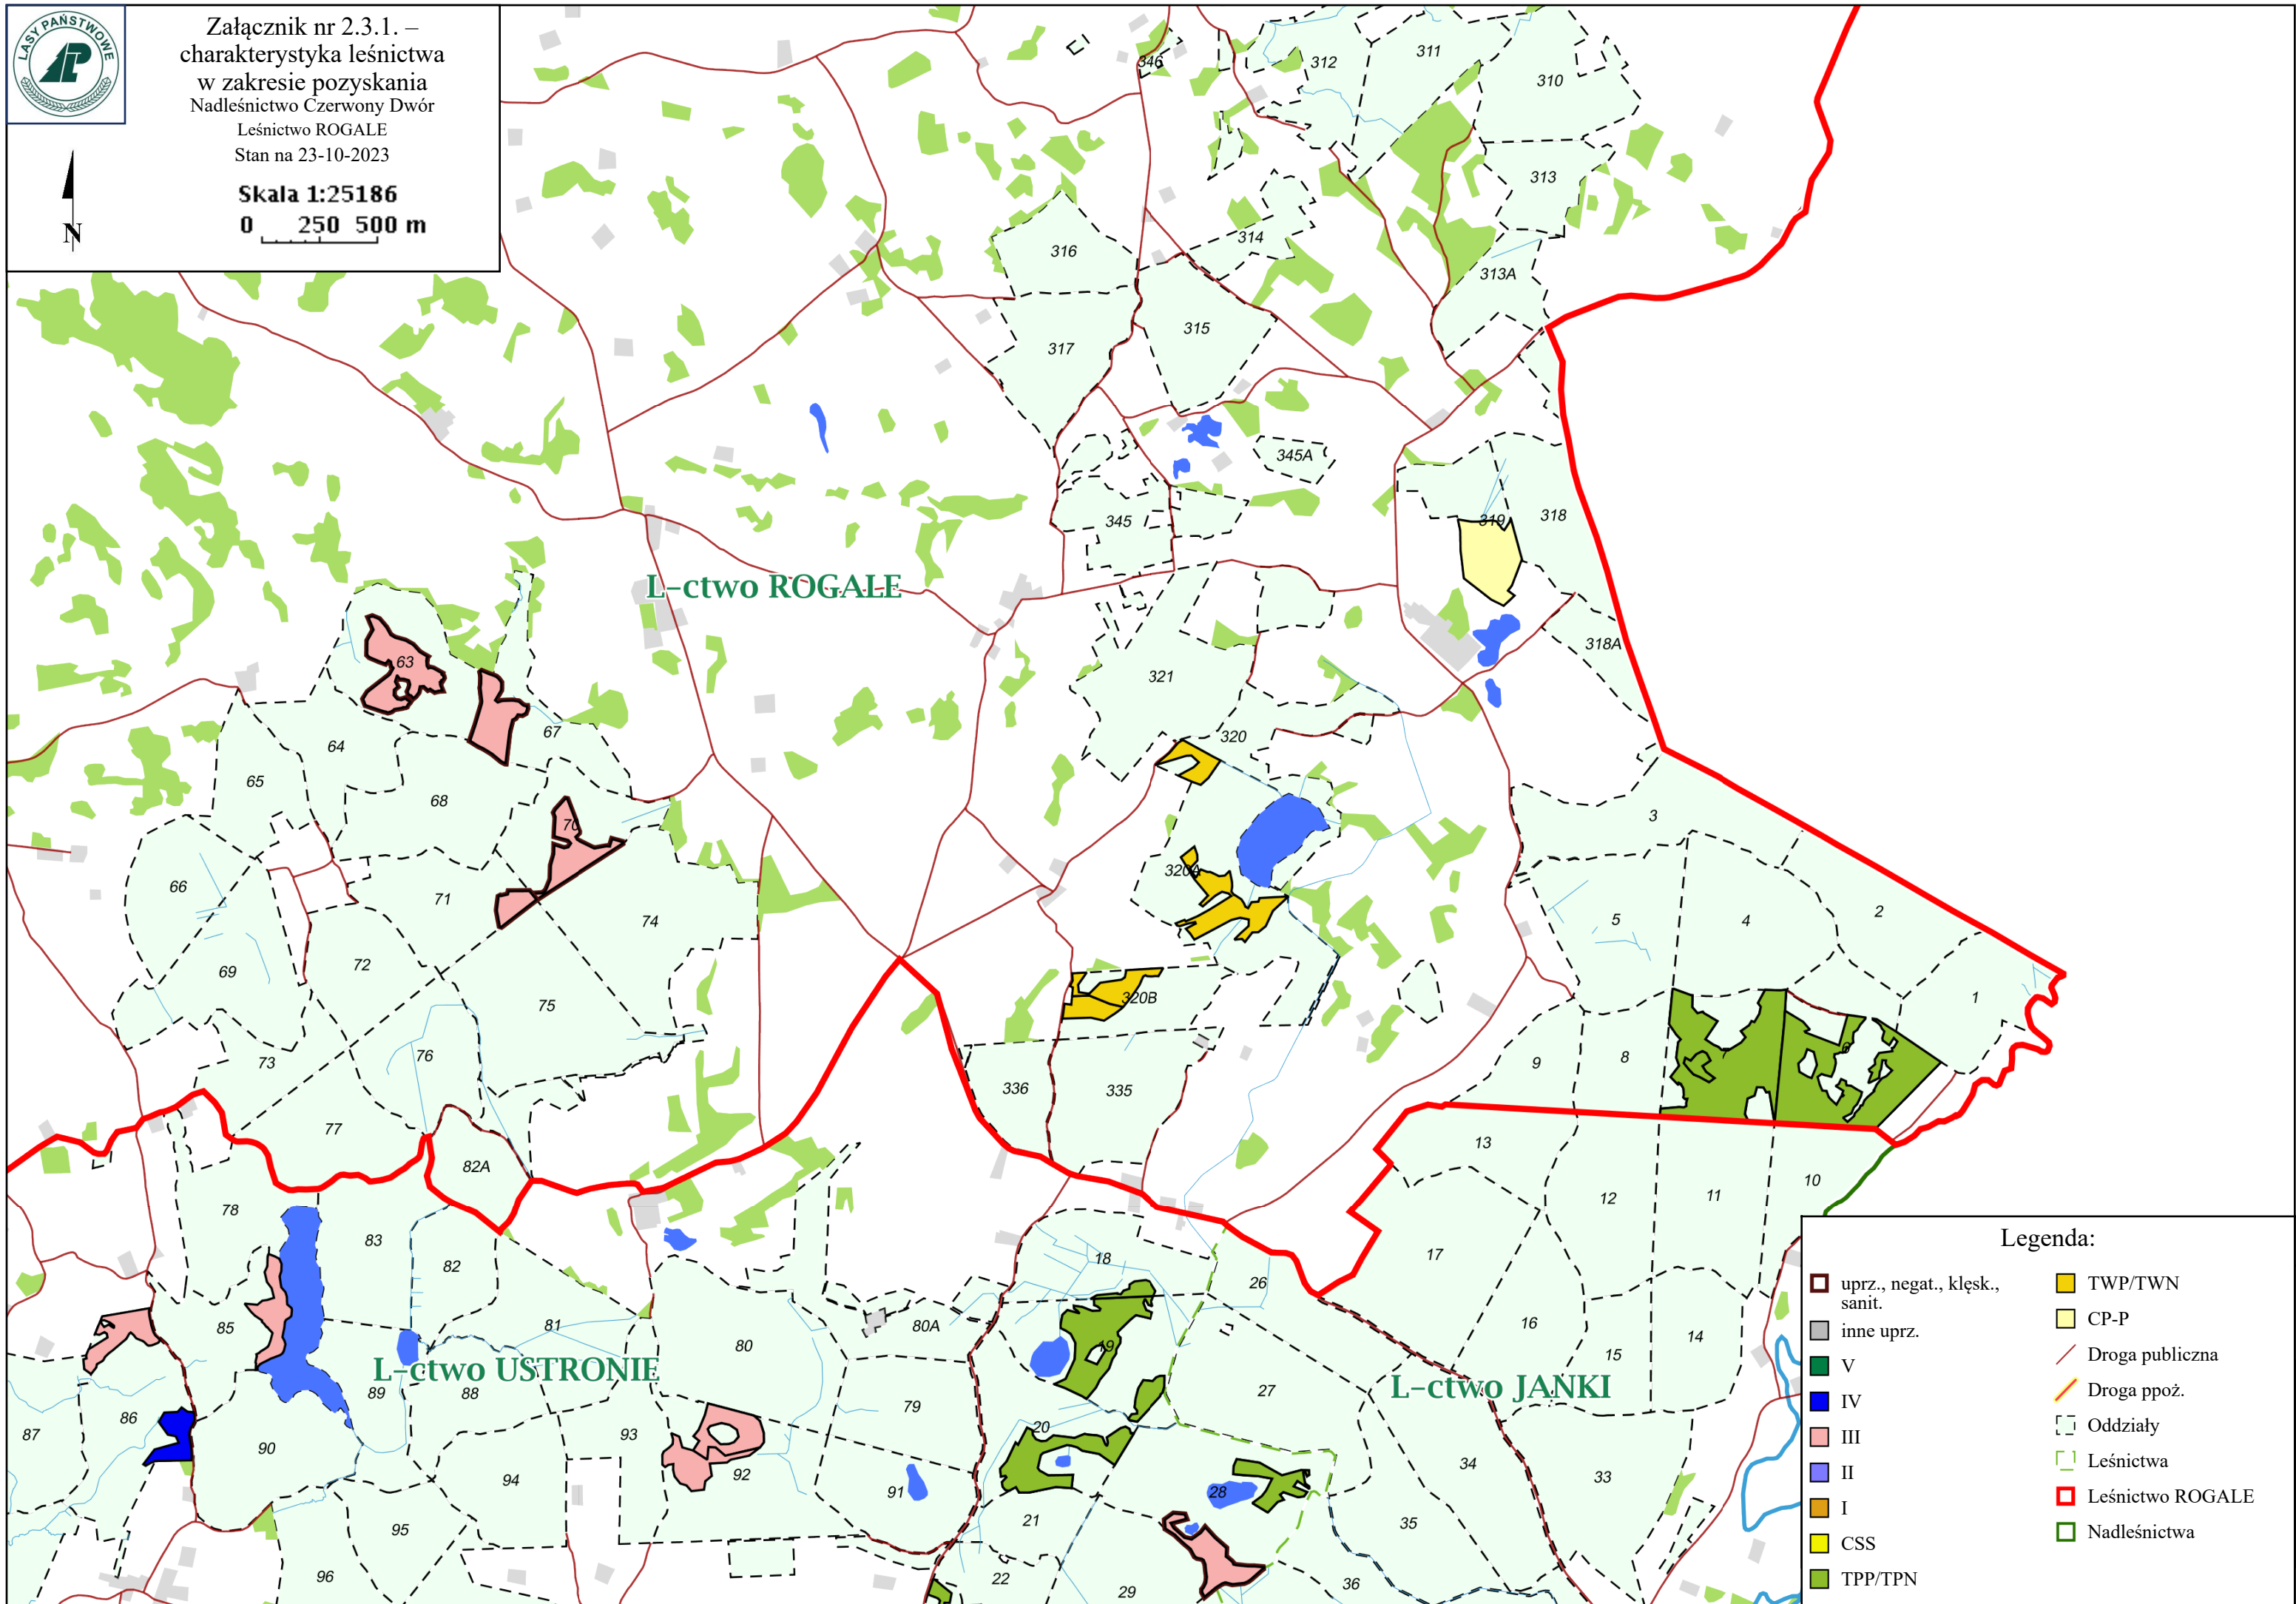 LASY PAŃSTWOWE
Załącznik nr 2.3.1. –
charakterystyka leśnictwa
w zakresie pozyskania
Nadleśnictwo Czerwony Dwór
Leśnictwo ROGALE
Stan na 23-10-2023
Skala 1:25186
0 250 500 m
N
346
312
311
310
313
314
316
313A
315
317
345A
345
319
318
L-ctwo ROGALE
318A
63
321
67
320
64
65
68
3
70
320A
66
71
74
5
4
2
72
69
320B
1
75
76
73
9
8
6
336
335
77
13
82A
12
11
10
78
83
18
17
82
26
85
81
80
80A
19
16
15
14
L-ctwo USTRONIE
L-ctwo JANKI
89
88
27
79
86
87
90
93
20
92
94
34
33
91
28
21
35
95
96
22
29
36
Legenda:
uprz., negat., klęsk.,
sanit.
inne uprz.
V
IV
III
II
I
CSS
TPP/TPN
TWP/TWN
CP-P
Droga publiczna
Droga ppoż.
Oddziały
Leśnictwa
Leśnictwo ROGALE
Nadleśnictwa